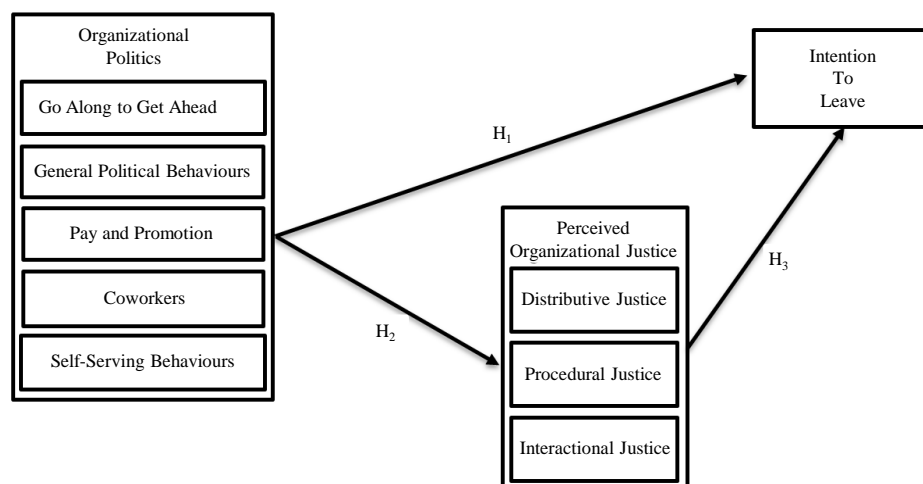 Organizational
Politics
Go Along to Get Ahead
General Political Behaviours
Pay and Promotion
Coworkers
Self-Serving Behaviours
H₁
H₂
Perceived
Organizational Justice
Distributive Justice
Procedural Justice
Interactional Justice
H₃
Intention
To
Leave